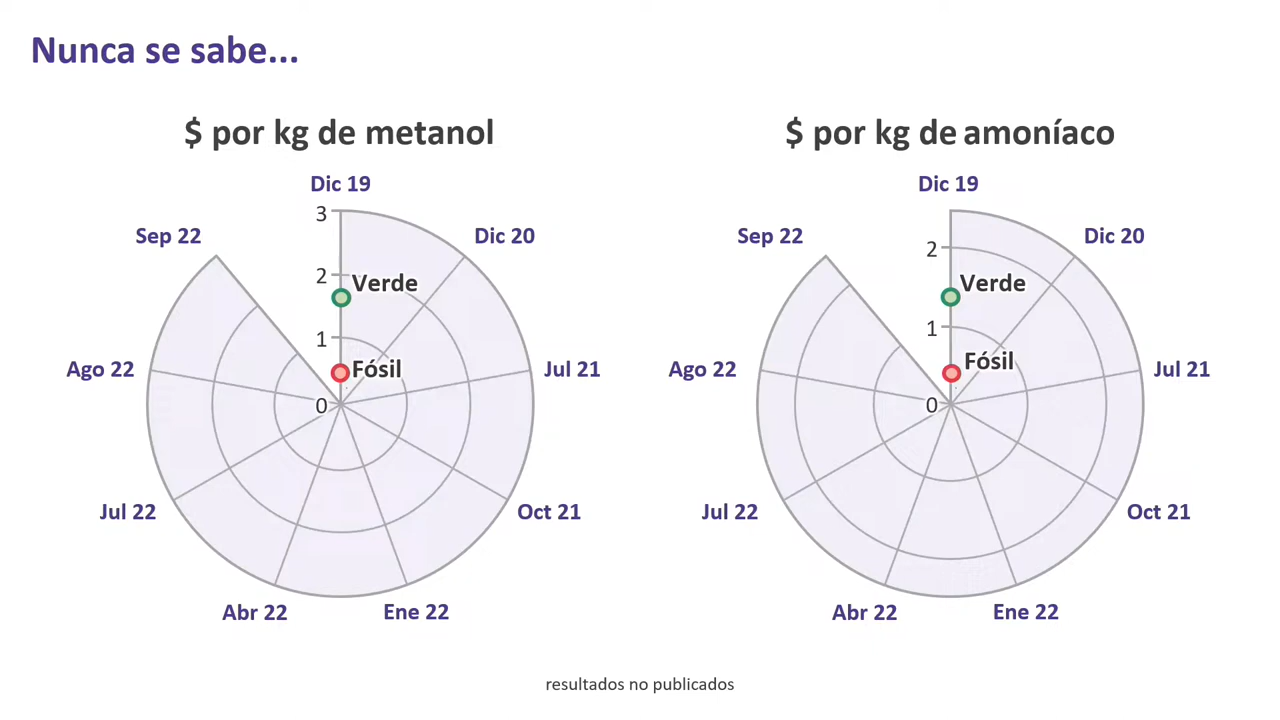 Nunca se sabe...
$ por kg de metanol
Dic 19
3
Sep 22
Dic 20
2
Verde
1
Ago 22
Fósil
Jul 21
0
Jul 22
Oct 21
Abr 22
Ene 22
$ por kg de amoníaco
Dic 19
Sep 22
Dic 20
2
Verde
1
Ago 22
Fósil
Jul 21
0
Jul 22
Oct 21
Abr 22
Ene 22
resultados no publicados